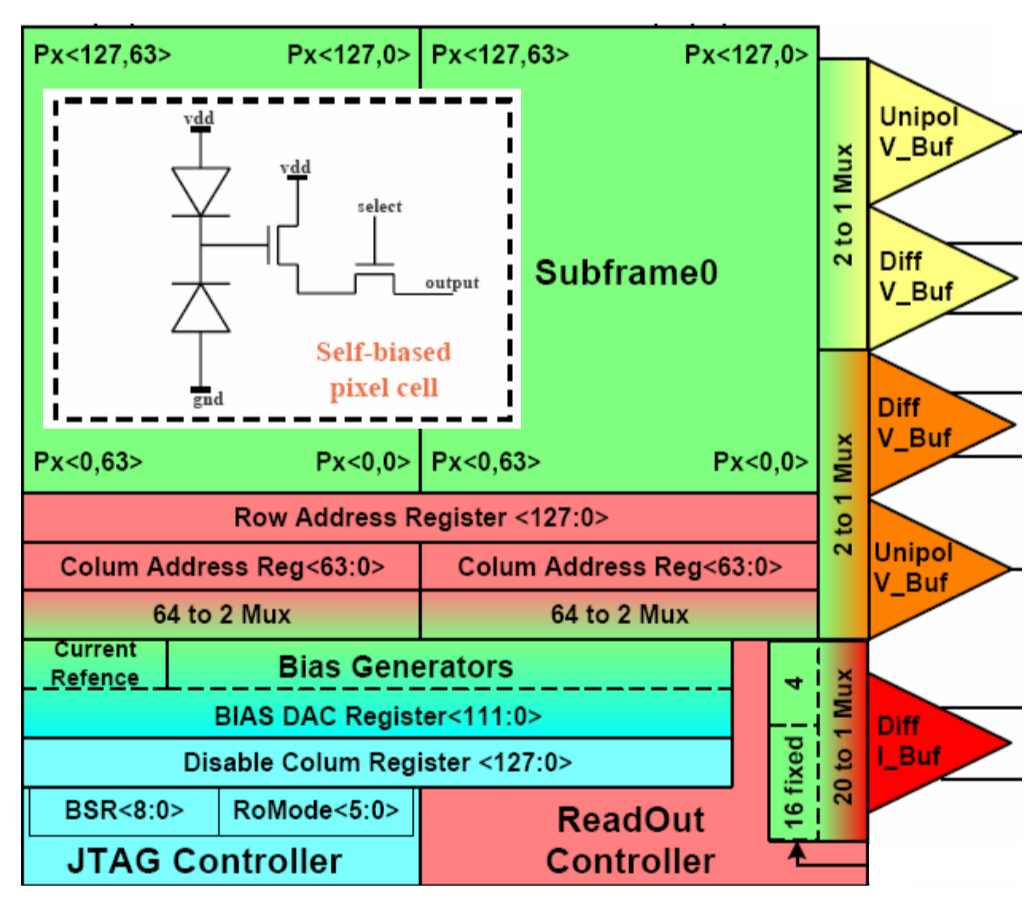 Px<127,63> Px<127,0> Px<127,63> Px<127,0>
vdd
vdd
select
output
Self-biased
pixel cell
gnd
Subframe0
Px<0,63> Px<0,0> Px<0,63> Px<0,0>
Row Address Register <127:0>
Colum Address Reg<63:0> Colum Address Reg<63:0>
64 to 2 Mux 64 to 2 Mux
Current
Refence
Bias Generators
BIAS DAC Register<111:0>
Disable Colum Register <127:0>
BSR<8:0> RoMode<5:0>
JTAG Controller
ReadOut
Controller
2 to 1 Mux
Unipol
V_Buf
Diff
V_Buf
2 to 1 Mux
Diff
V_Buf
Unipol
V_Buf
4
16 fixed
20 to 1 Mux
Diff
I_Buf